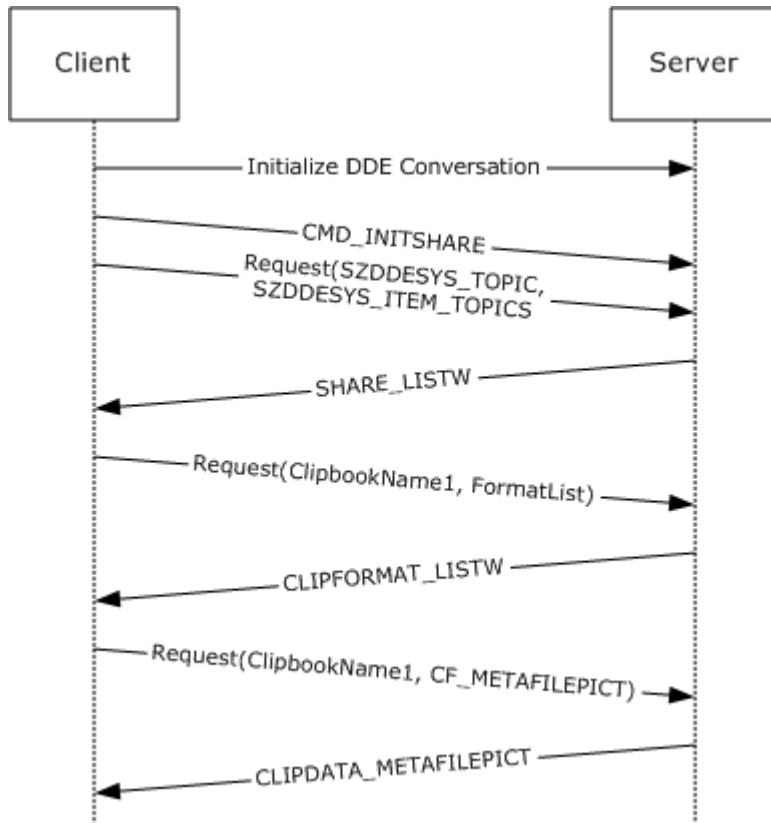 Client
Server
Initialize DDE Conversation
CMD_INITSHARE
Request(SZDDESYS_TOPIC,
SZDDESYS_ITEM_TOPICS
SHARE_LISTW
Request(ClipbookName1, FormatList)
CLIPFORMAT_LISTW
Request(ClipbookName1, CF_METAFILEPICT)
CLIPDATA_METAFILEPICT